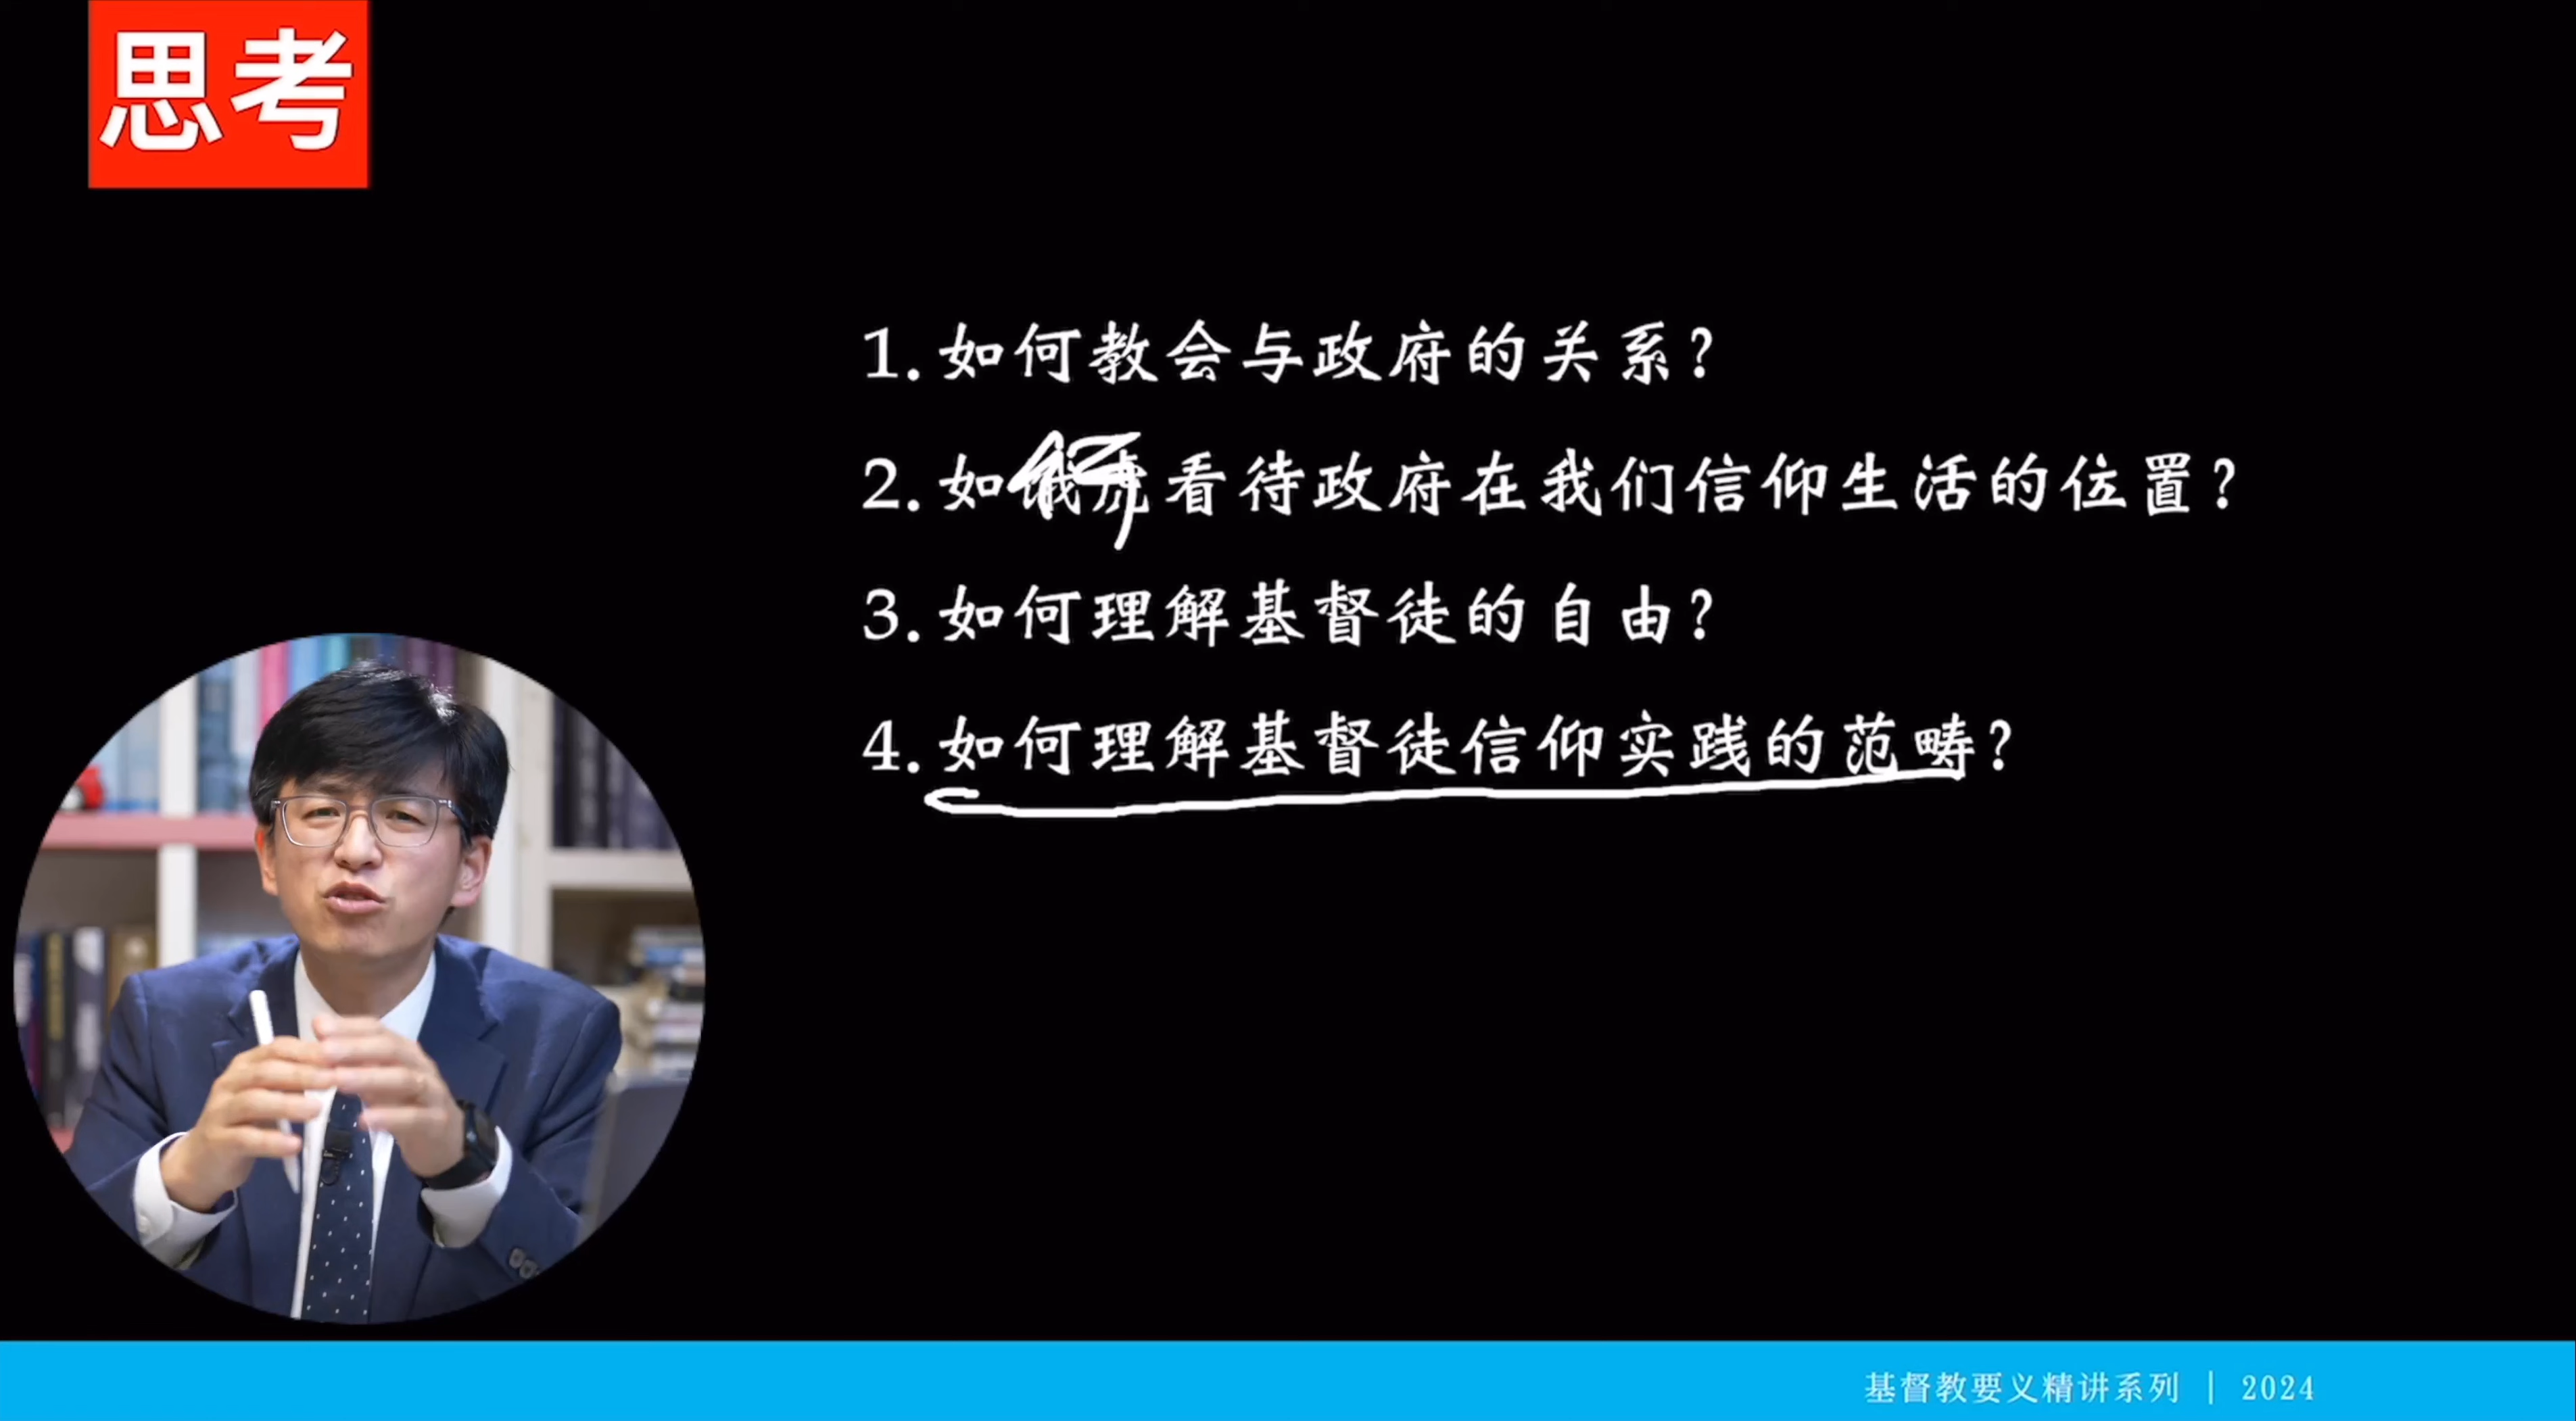 思考
1. 如何教会与政府的关系?
2. 如何看待政府在我们信仰生活的位置?
3. 如何理解基督徒的自由?
4. 如何理解基督徒信仰实践的范畴?
基督教要义精讲系列 | 2024